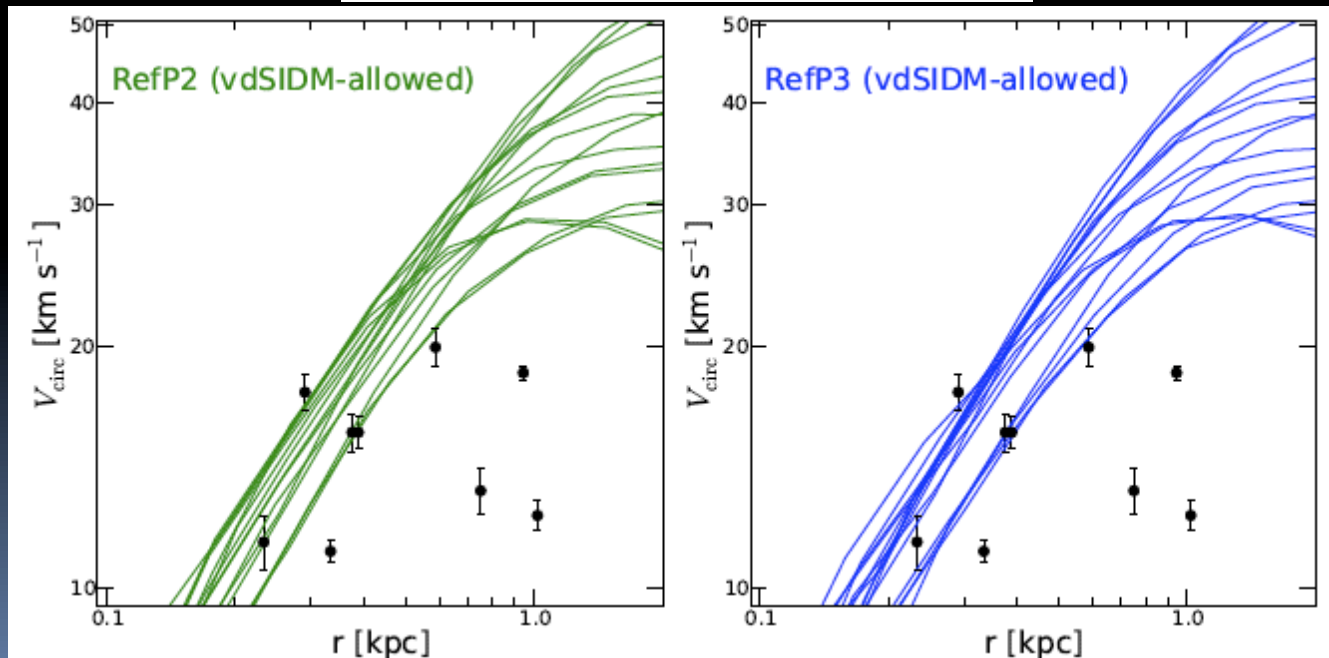 50
40
30
20
10
V_circ [km s⁻¹]
RefP2 (vdSIDM-allowed)
0.1
1.0
r [kpc]
50
40
30
20
10
V_circ [km s⁻¹]
RefP3 (vdSIDM-allowed)
0.1
1.0
r [kpc]